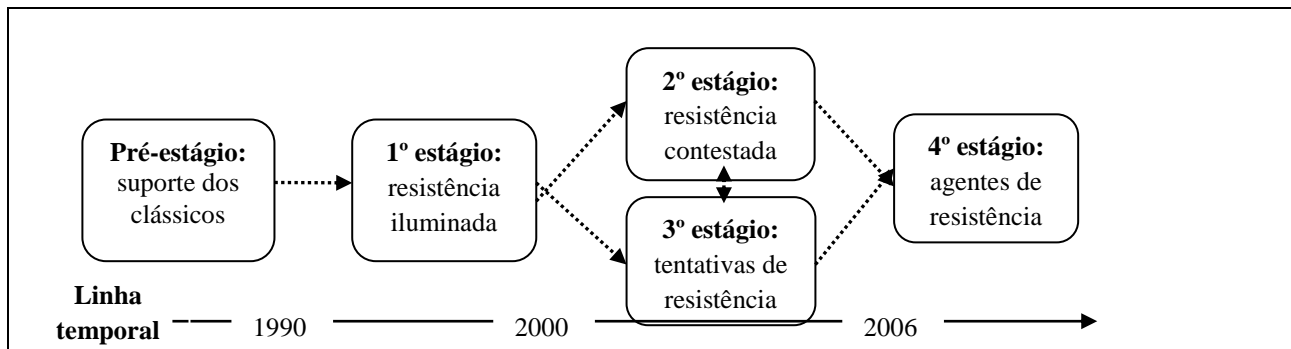 Pré-estágio:
suporte dos
clássicos
1º estágio:
resistência
iluminada
2º estágio:
resistência
contestada
3º estágio:
tentativas de
resistência
4º estágio:
agentes de
resistência
Linha
temporal
1990
2000
2006